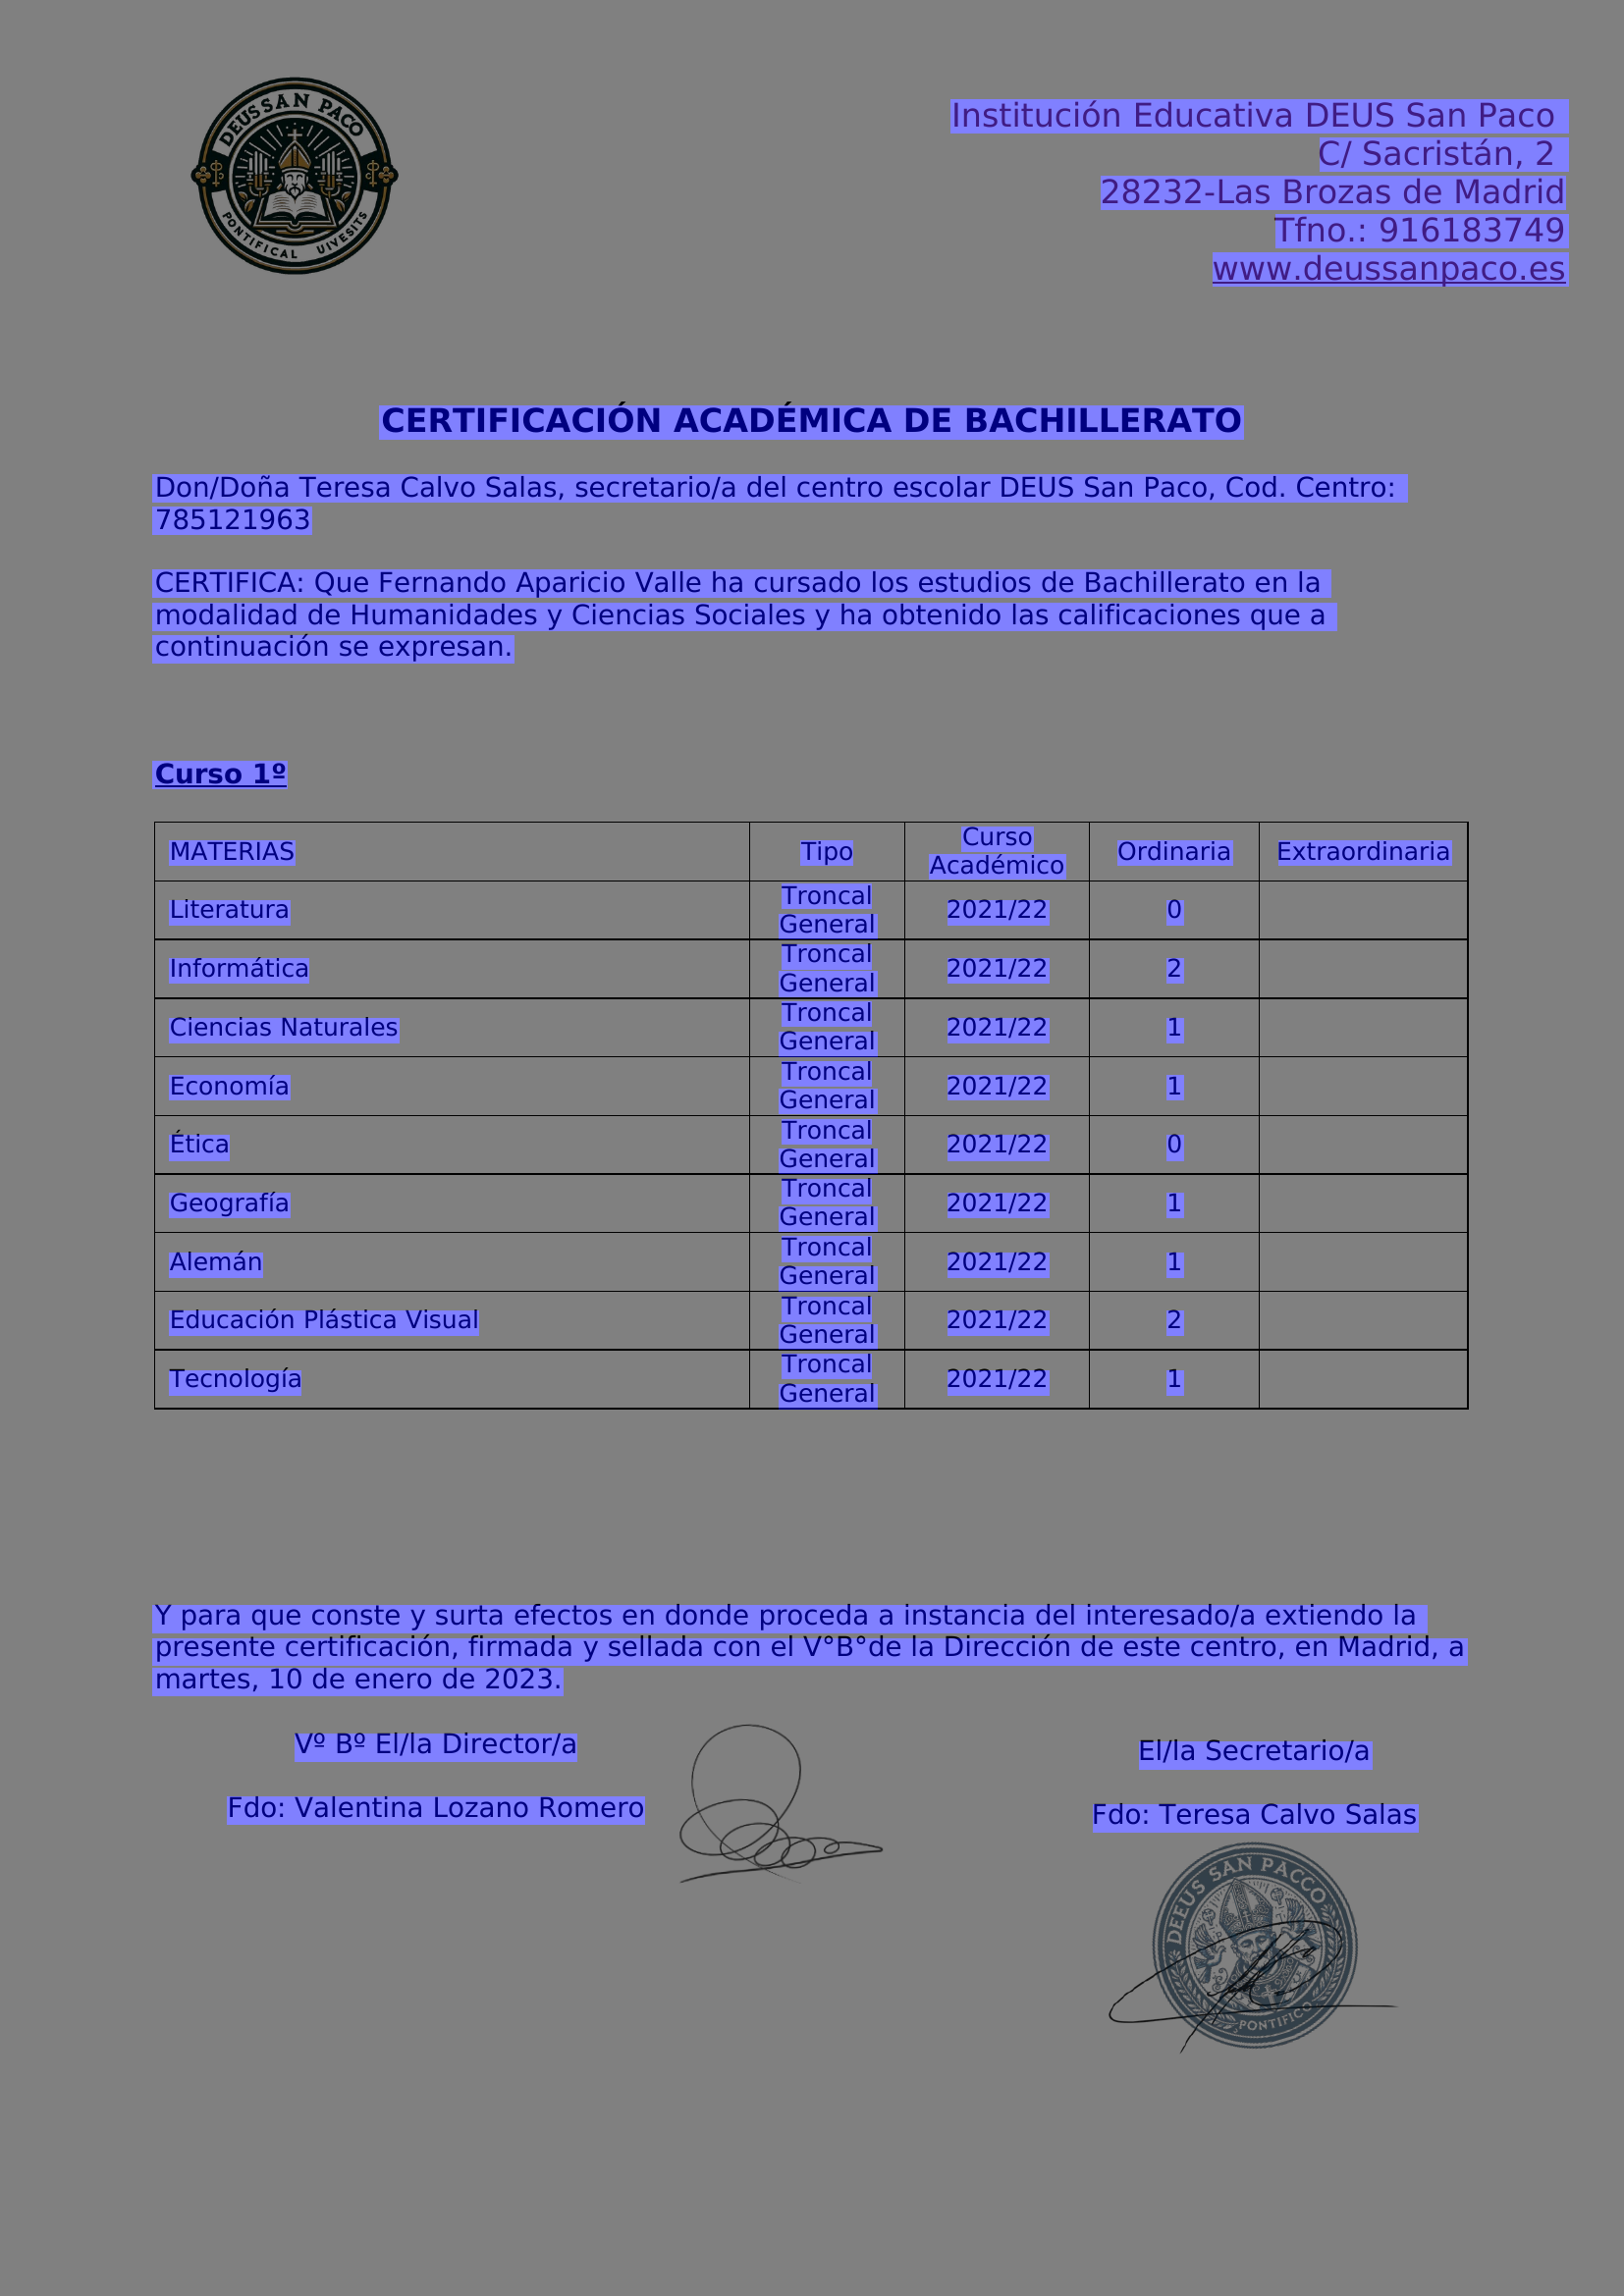 DEUSSAN PACO
PONTIFICAL UIVESITS
Institución Educativa DEUS San Paco
C/ Sacristán, 2
28232-Las Brozas de Madrid
Tfno.: 916183749
www.deussanpaco.es
CERTIFICACIÓN ACADÉMICA DE BACHILLERATO
Don/Doña Teresa Calvo Salas, secretario/a del centro escolar DEUS San Paco, Cod. Centro:
785121963
CERTIFICA: Que Fernando Aparicio Valle ha cursado los estudios de Bachillerato en la
modalidad de Humanidades y Ciencias Sociales y ha obtenido las calificaciones que a
continuación se expresan.
Curso 1º
MATERIAS Tipo Curso Académico Ordinaria Extraordinaria
Literatura Troncal General 2021/22 0
Informática Troncal General 2021/22 2
Ciencias Naturales Troncal General 2021/22 1
Economía Troncal General 2021/22 1
Ética Troncal General 2021/22 0
Geografía Troncal General 2021/22 1
Alemán Troncal General 2021/22 1
Educación Plástica Visual Troncal General 2021/22 2
Tecnología Troncal General 2021/22 1
Y para que conste y surta efectos en donde proceda a instancia del interesado/a extiendo la
presente certificación, firmada y sellada con el V°B°de la Dirección de este centro, en Madrid, a
martes, 10 de enero de 2023.
Vº Bº El/la Director/a
Fdo: Valentina Lozano Romero
El/la Secretario/a
Fdo: Teresa Calvo Salas
DEEUS SAN PACCO
PONTIFICO